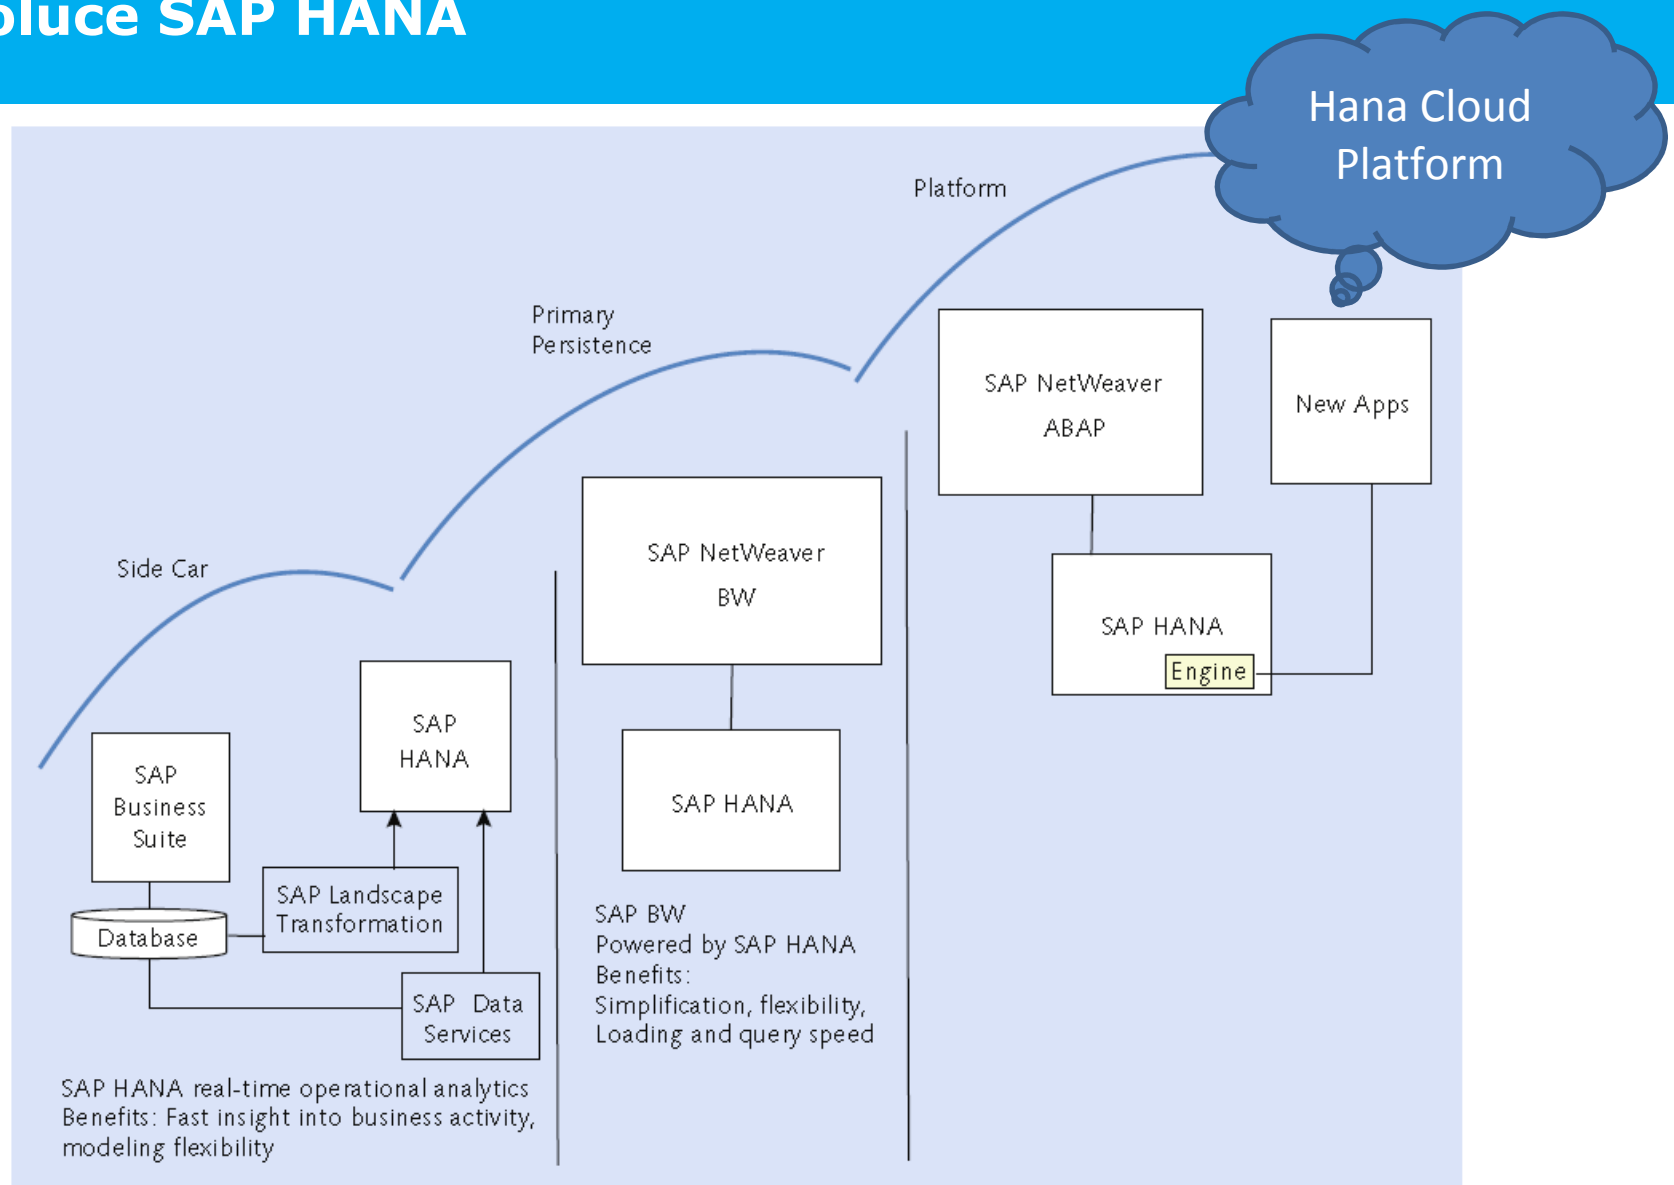 SAP HANA
Hana Cloud
Platform
Platform
Primary
Persistence
Side Car
SAP NetWeaver
ABAP
New Apps
SAP HANA
Engine
SAP NetWeaver
BW
SAP HANA
SAP
HANA
SAP
Business
Suite
Database
SAP Landscape
Transformation
SAP Data
Services
SAP HANA real-time operational analytics
Benefits: Fast insight into business activity,
modeling flexibility
SAP BW
Powered by SAP HANA
Benefits:
Simplification, flexibility,
Loading and query speed